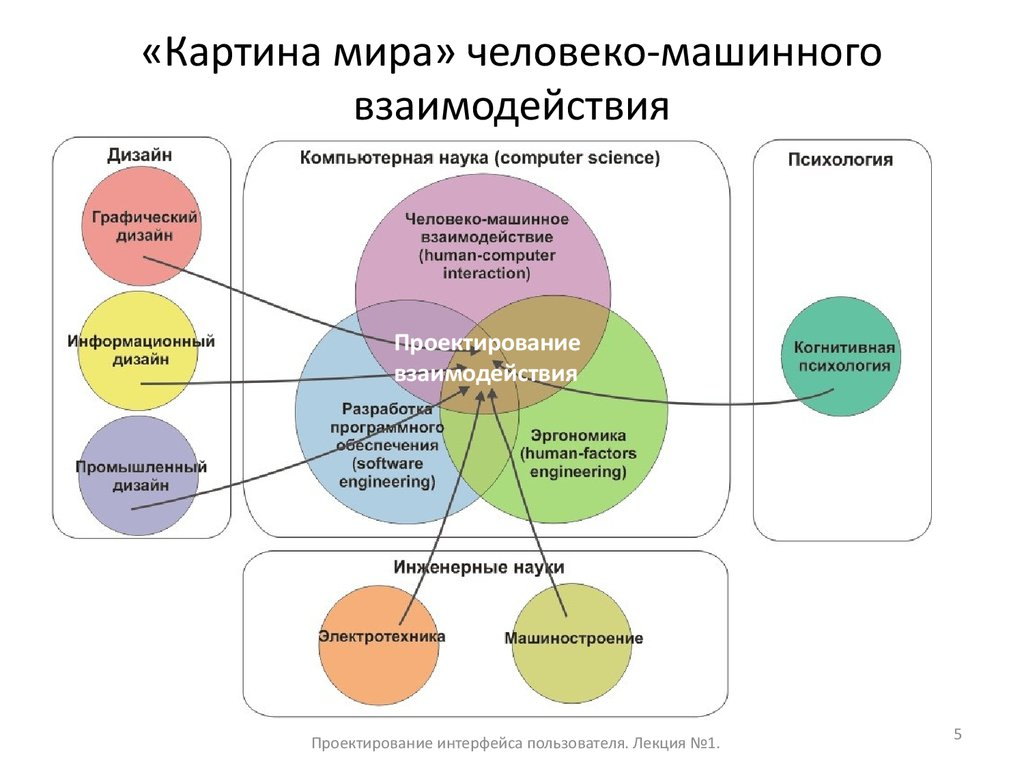 «Картина мира» человеко-машинного
взаимодействия
Дизайн
Графический
дизайн
Информационный
дизайн
Промышленный
дизайн
Компьютерная наука (computer science)
Человеко-машинное
взаимодействие
(human-computer
interaction)
Проектирование
взаимодействия
Разработка
программного
обеспечения
(software
engineering)
Эргономика
(human-factors
engineering)
Психология
Когнитивная
психология
Инженерные науки
Электротехника
Машиностроение
Проектирование интерфейса пользователя. Лекция №1.
5